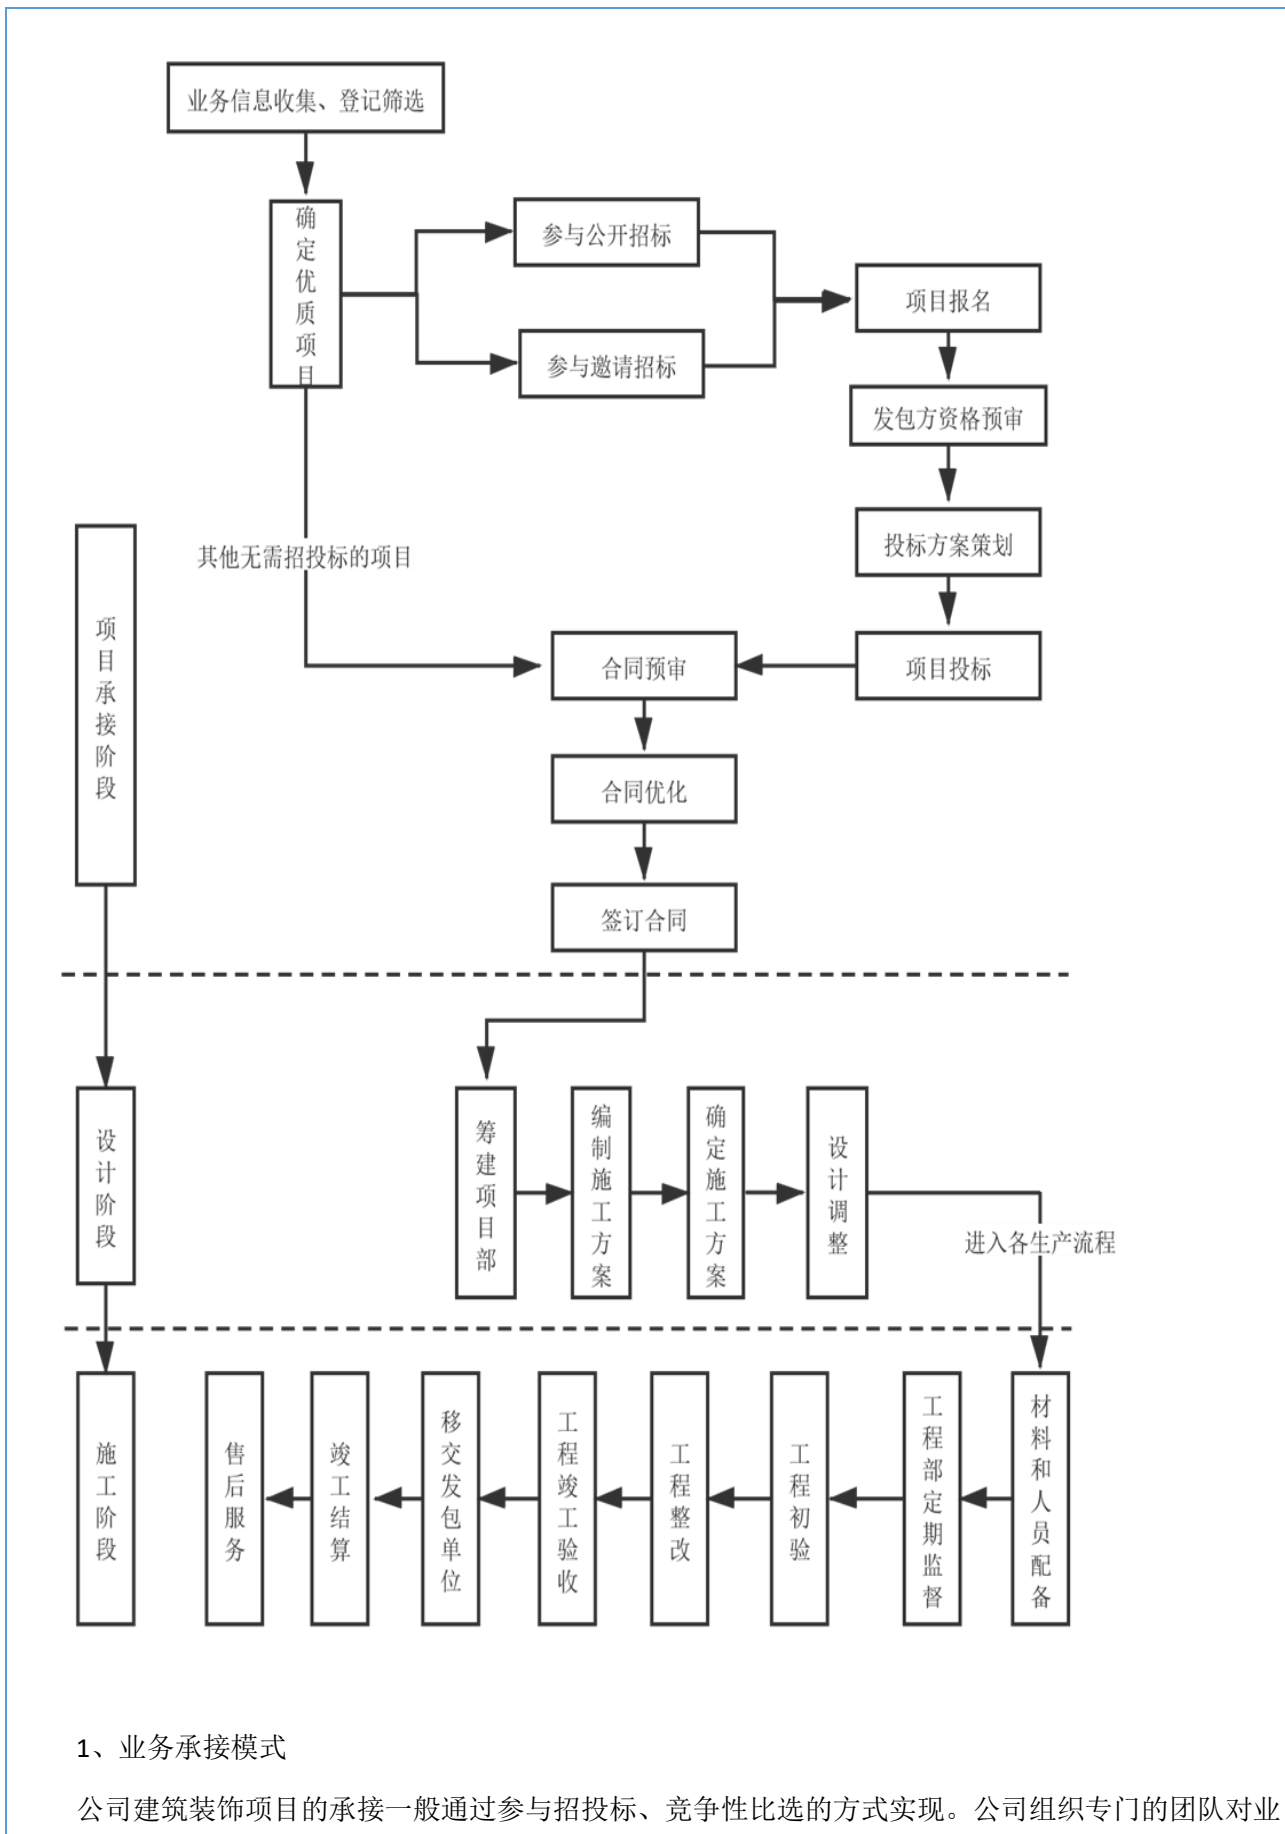 业务信息收集、登记筛选
确定优质项目
参与公开招标
参与邀请招标
项目报名
发包方资格预审
投标方案策划
项目投标
其他无需招投标的项目
项目承接阶段
合同预审
合同优化
签订合同
设计阶段
筹建项目部
编制施工方案
确定施工方案
设计调整
进入各生产流程
施工阶段
售后服务
竣工结算
移交发包单位
工程竣工验收
工程整改
工程初验
工程部定期监督
材料和人员配备
1、业务承接模式
公司建筑装饰项目的承接一般通过参与招投标、竞争性比选的方式实现。公司组织专门的团队对业